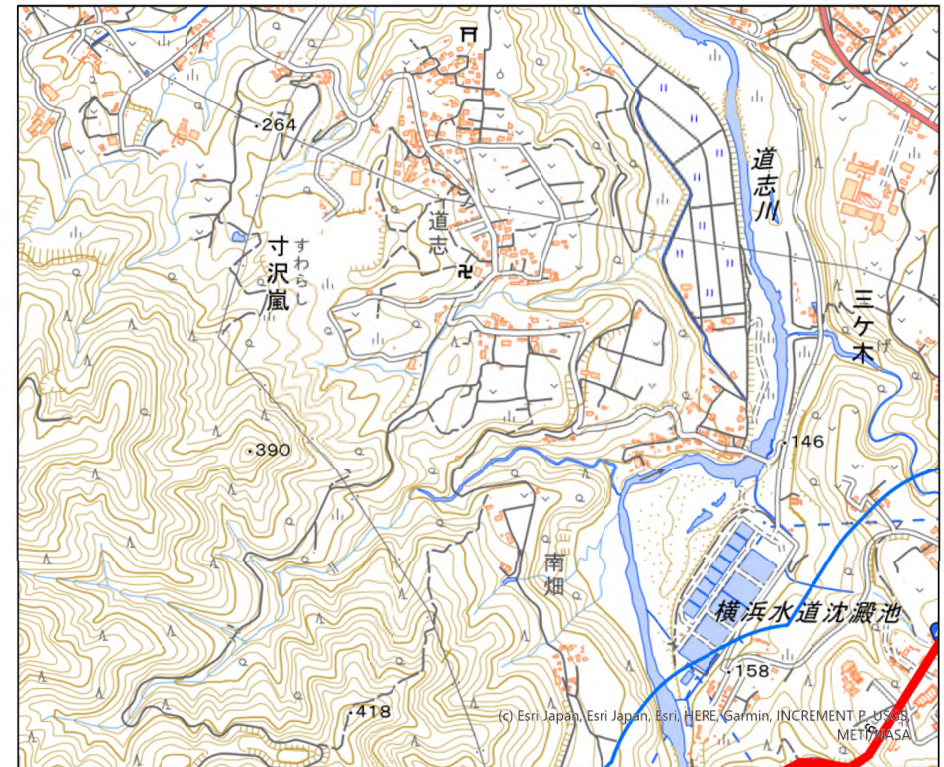 264
道志川
道志
すわらし
寸沢嵐
三ケ木
げ
146
390
南畑
横浜水道沈澱池
158
418
(c) Esri Japan, Esri Japan, Esri, HERE, Garmin, INCREMENT P, USGS,
METI/NASA